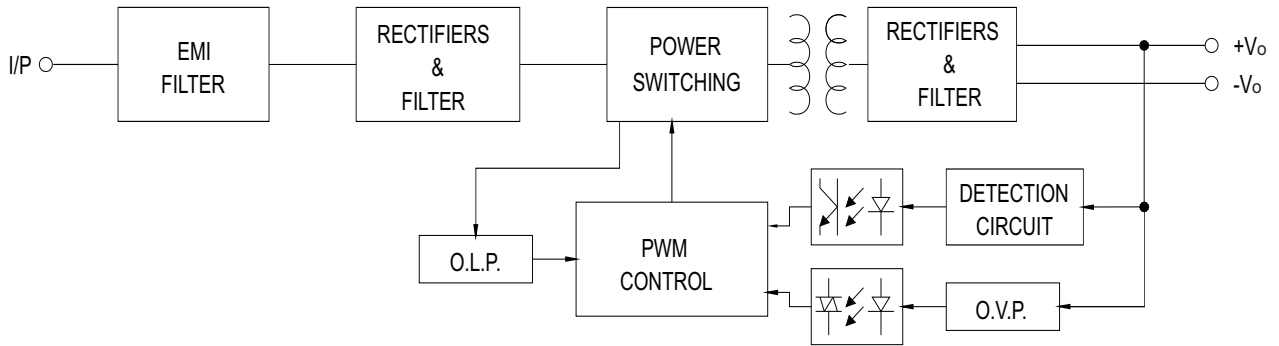 I/P
EMI
FILTER
RECTIFIERS
&
FILTER
POWER
SWITCHING
RECTIFIERS
&
FILTER
+Vo
-Vo
DETECTION
CIRCUIT
O.L.P.
PWM
CONTROL
O.V.P.